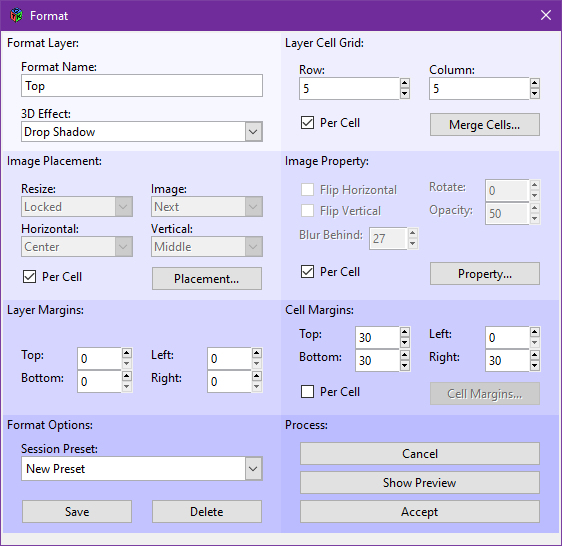 Format
Format Layer:
Format Name:
Top
3D Effect:
Drop Shadow
Layer Cell Grid:
Row: Column:
5 5
Per Cell Merge Cells...
Image Placement:
Resize: Image:
Locked Next
Horizontal: Vertical:
Center Middle
Per Cell Placement...
Image Property:
Flip Horizontal Rotate: 0
Flip Vertical Opacity: 50
Blur Behind: 27
Per Cell Property...
Layer Margins:
Top: 0 Left: 0
Bottom: 0 Right: 0
Cell Margins:
Top: 30 Left: 0
Bottom: 30 Right: 30
Per Cell Cell Margins...
Format Options:
Session Preset:
New Preset
Save Delete
Process:
Cancel
Show Preview
Accept